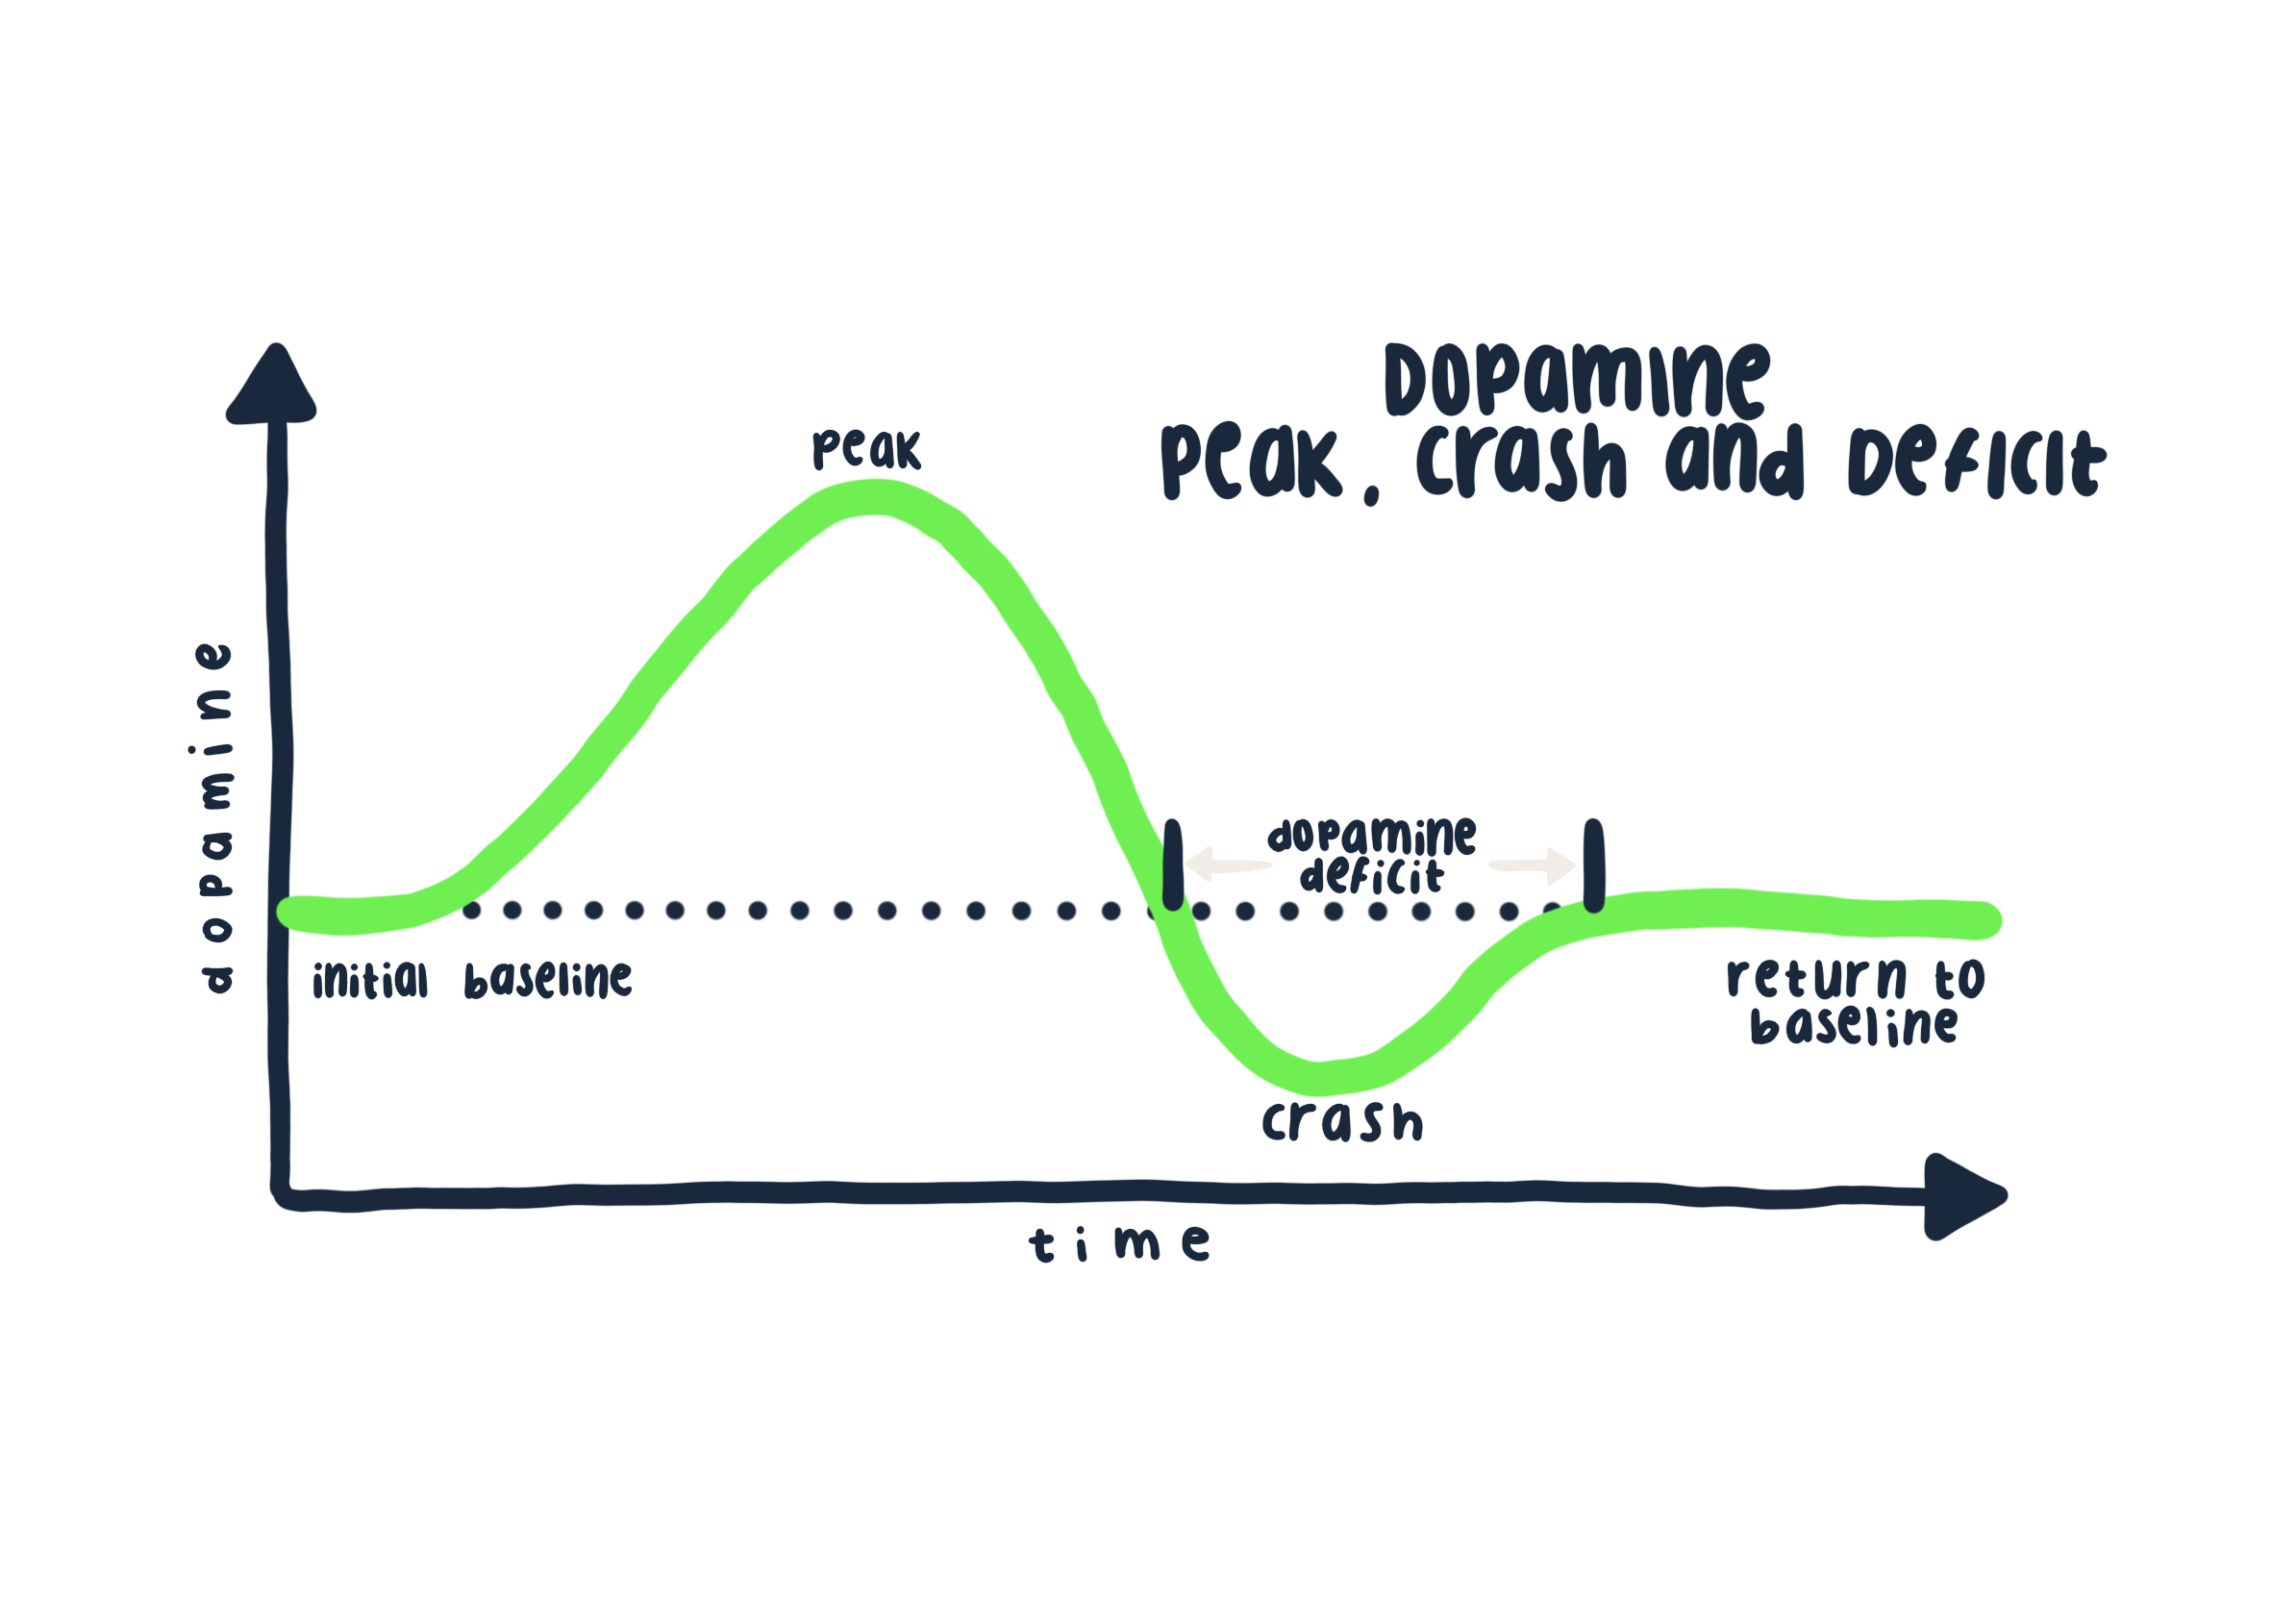 Dopamine
Peak, Crash and Deficit
peak
dopamine
dopamine
deficit
initial baseline
return to
baseline
crash
time